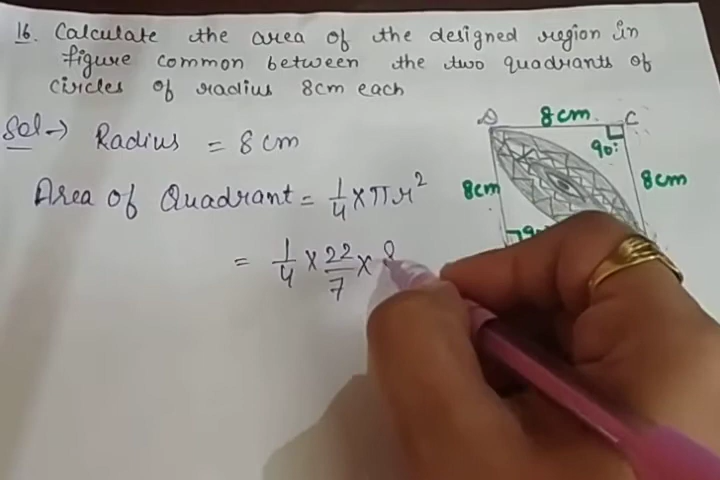 16. Calculate the area of the designed region in
figure common between the two quadrants of
circles of radius 8cm each
Sol→ Radius = 8 cm
Area of Quadrant = 1/4 × πr²
= 1/4 × 22/7 × 8
D 8cm C
90°
8cm 8cm